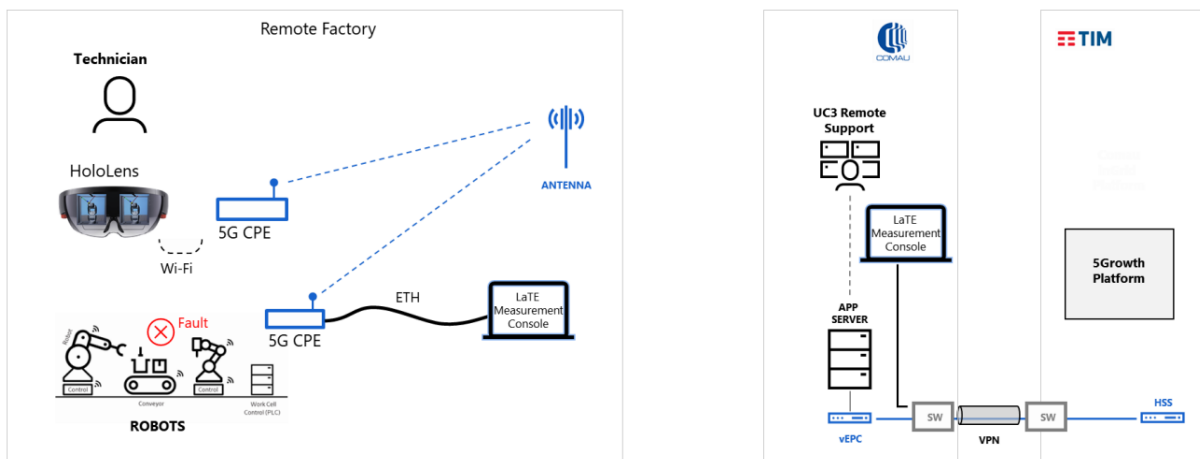 Remote Factory
Technician
HoloLens
5G CPE
Wi-Fi
ANTENNA
ETH
LaTE
Measurement
Console
5G CPE
Fault
Robot
Control
Conveyor
Control
Work Cell
Control (PLC)
ROBOTS
COMAU
TIM
UC3 Remote
Support
LaTE
Measurement
Console
5Growth
Platform
APP
SERVER
vEPC
SW
VPN
SW
HSS